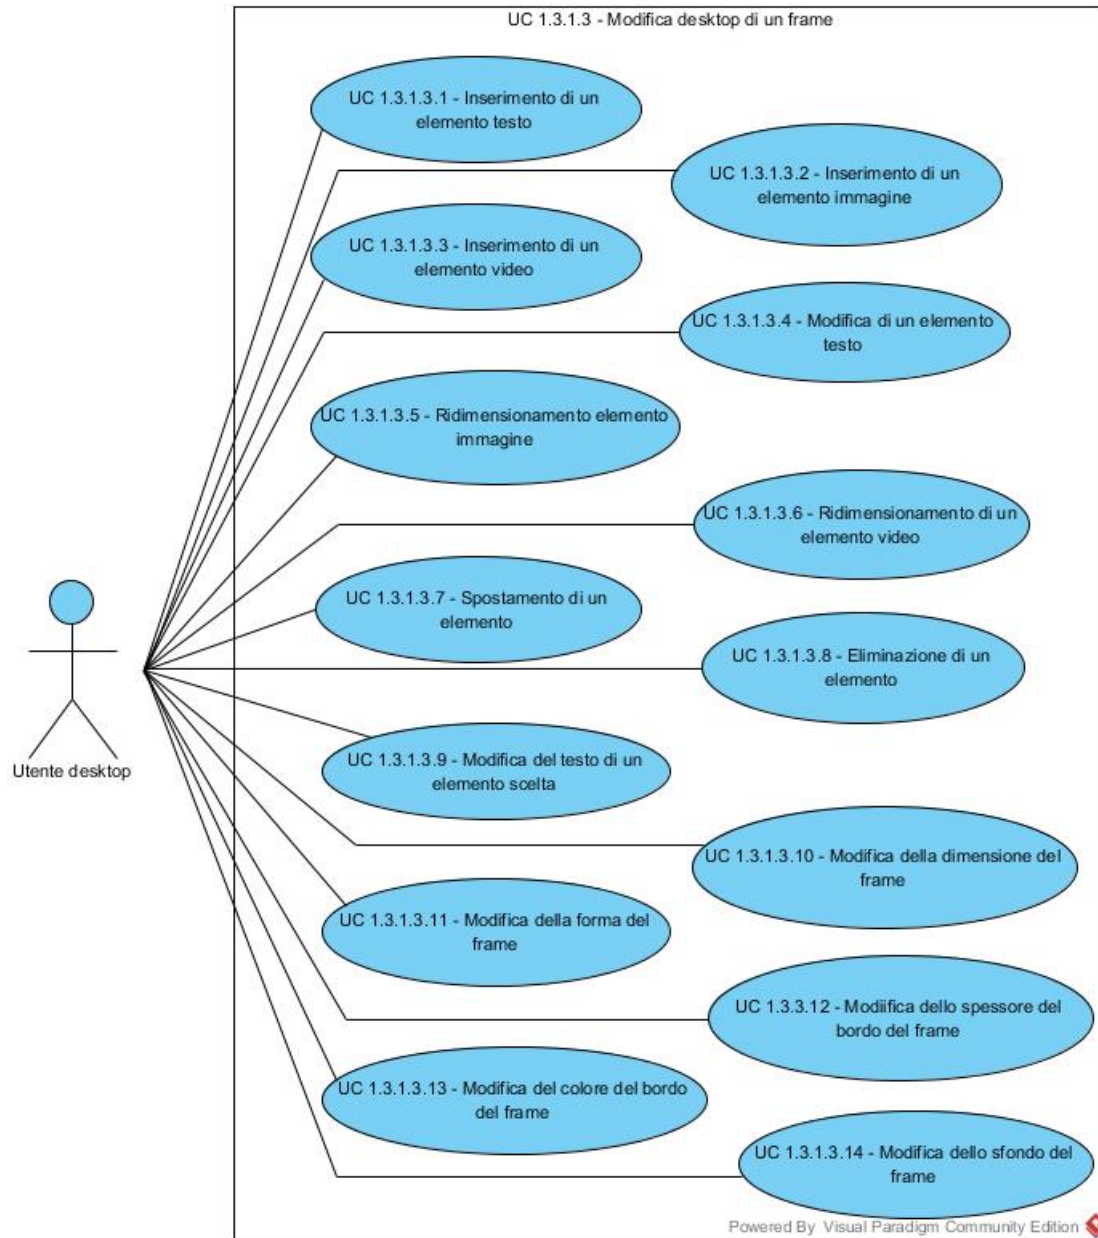 UC 1.3.1.3 - Modifica desktop di un frame
UC 1.3.1.3.1 - Inserimento di un
elemento testo
UC 1.3.1.3.2 - Inserimento di un
elemento immagine
UC 1.3.1.3.3 - Inserimento di un
elemento video
UC 1.3.1.3.4 - Modifica di un elemento
testo
UC 1.3.1.3.5 - Ridimensionamento elemento
immagine
UC 1.3.1.3.6 - Ridimensionamento di un
elemento video
UC 1.3.1.3.7 - Spostamento di un
elemento
UC 1.3.1.3.8 - Eliminazione di un
elemento
Utente desktop
UC 1.3.1.3.9 - Modifica del testo di un
elemento scelta
UC 1.3.1.3.10 - Modifica della dimensione del
frame
UC 1.3.1.3.11 - Modifica della forma del
frame
UC 1.3.3.12 - Modiifica dello spessore del
bordo del frame
UC 1.3.1.3.13 - Modifica del colore del bordo
del frame
UC 1.3.1.3.14 - Modifica dello sfondo del
frame
Powered By Visual Paradigm Community Edition